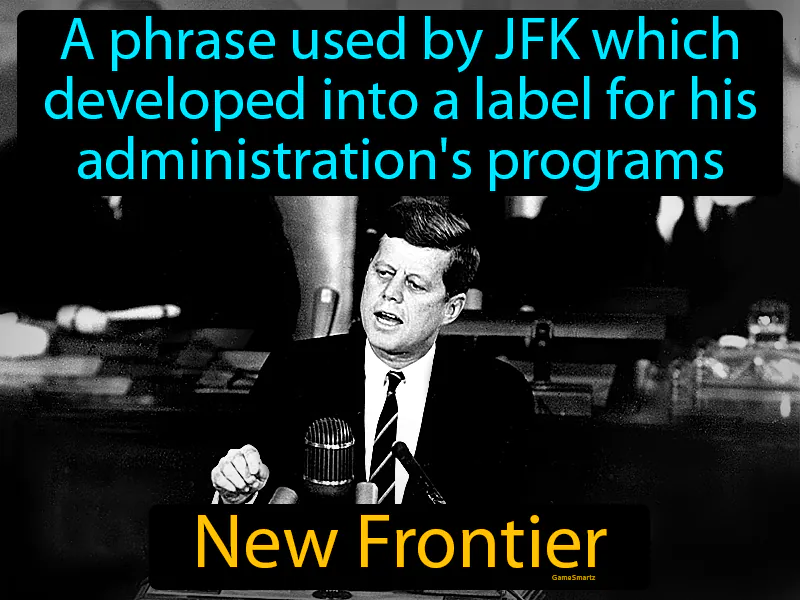 A phrase used by JFK which
developed into a label for his
administration's programs
New Frontier
GameSmartz